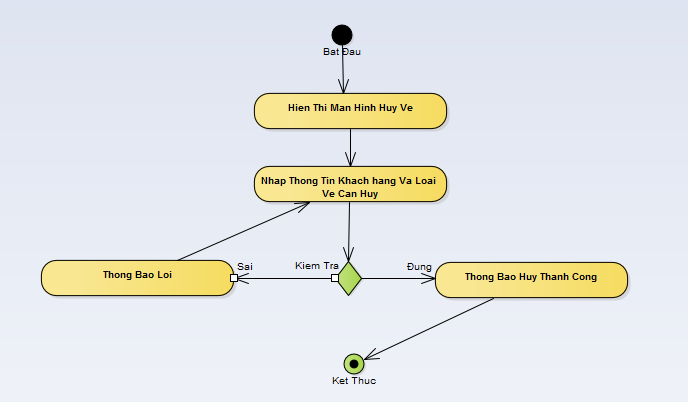 Bat Đau
Hien Thi Man Hinh Huy Ve
Nhap Thong Tin Khach hang Va Loai
Ve Can Huy
Kiem Tra
Sai
Đung
Thong Bao Loi
Thong Bao Huy Thanh Cong
Ket Thuc